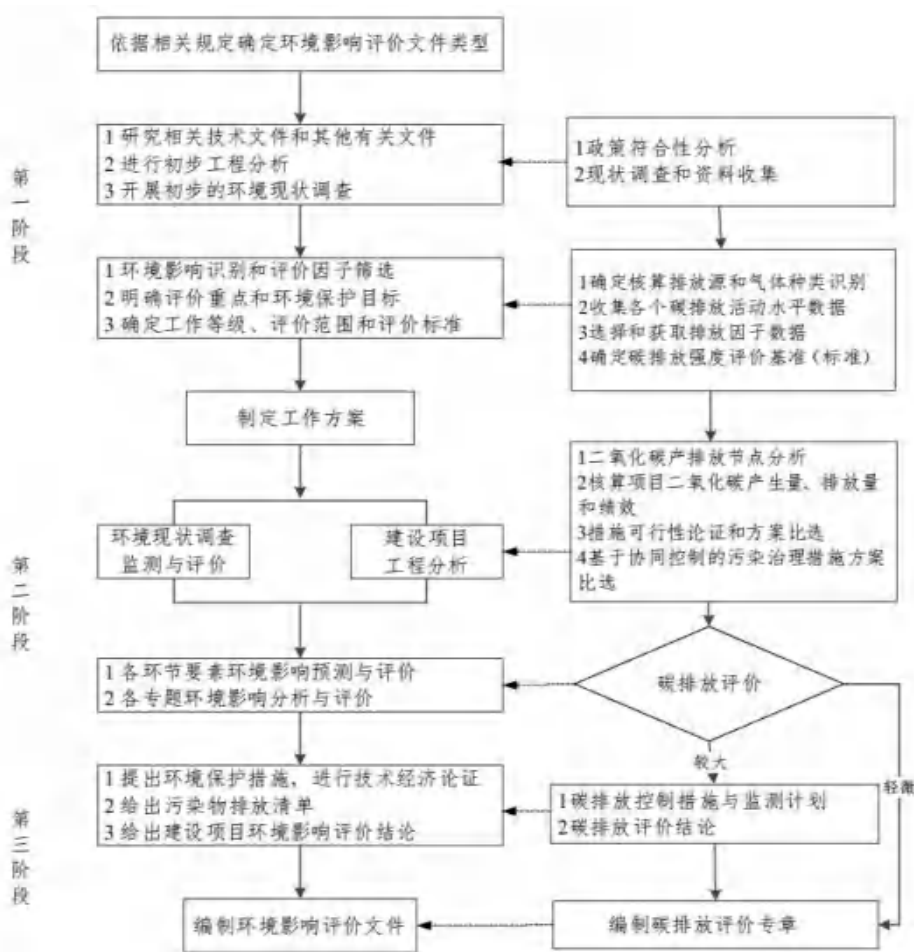 依据相关规定确定环境影响评价文件类型
第一阶段
1 研究相关技术文件和其他有关文件
2 进行初步工程分析
3 开展初步的环境现状调查
1政策符合性分析
2现状调查和资料收集
1 环境影响识别和评价因子筛选
2 明确评价重点和环境保护目标
3 确定工作等级、评价范围和评价标准
1确定核算排放源和气体种类识别
2收集各个碳排放活动水平数据
3选择和获取排放因子数据
4确定碳排放强度评价基准(标准)
制定工作方案
第二阶段
环境现状调查
监测与评价
建设项目
工程分析
1二氧化碳产排放节点分析
2核算项目二氧化碳产生量、排放量
和绩效
3措施可行性论证和方案比选
4基于协同控制的污染治理措施方案
比选
1 各环节要素环境影响预测与评价
2 各专题环境影响分析与评价
碳排放评价
较大
轻微
第三阶段
1 提出环境保护措施，进行技术经济论证
2 给出污染物排放清单
3 给出建设项目环境影响评价结论
1碳排放控制措施与监测计划
2碳排放评价结论
编制环境影响评价文件
编制碳排放评价专章